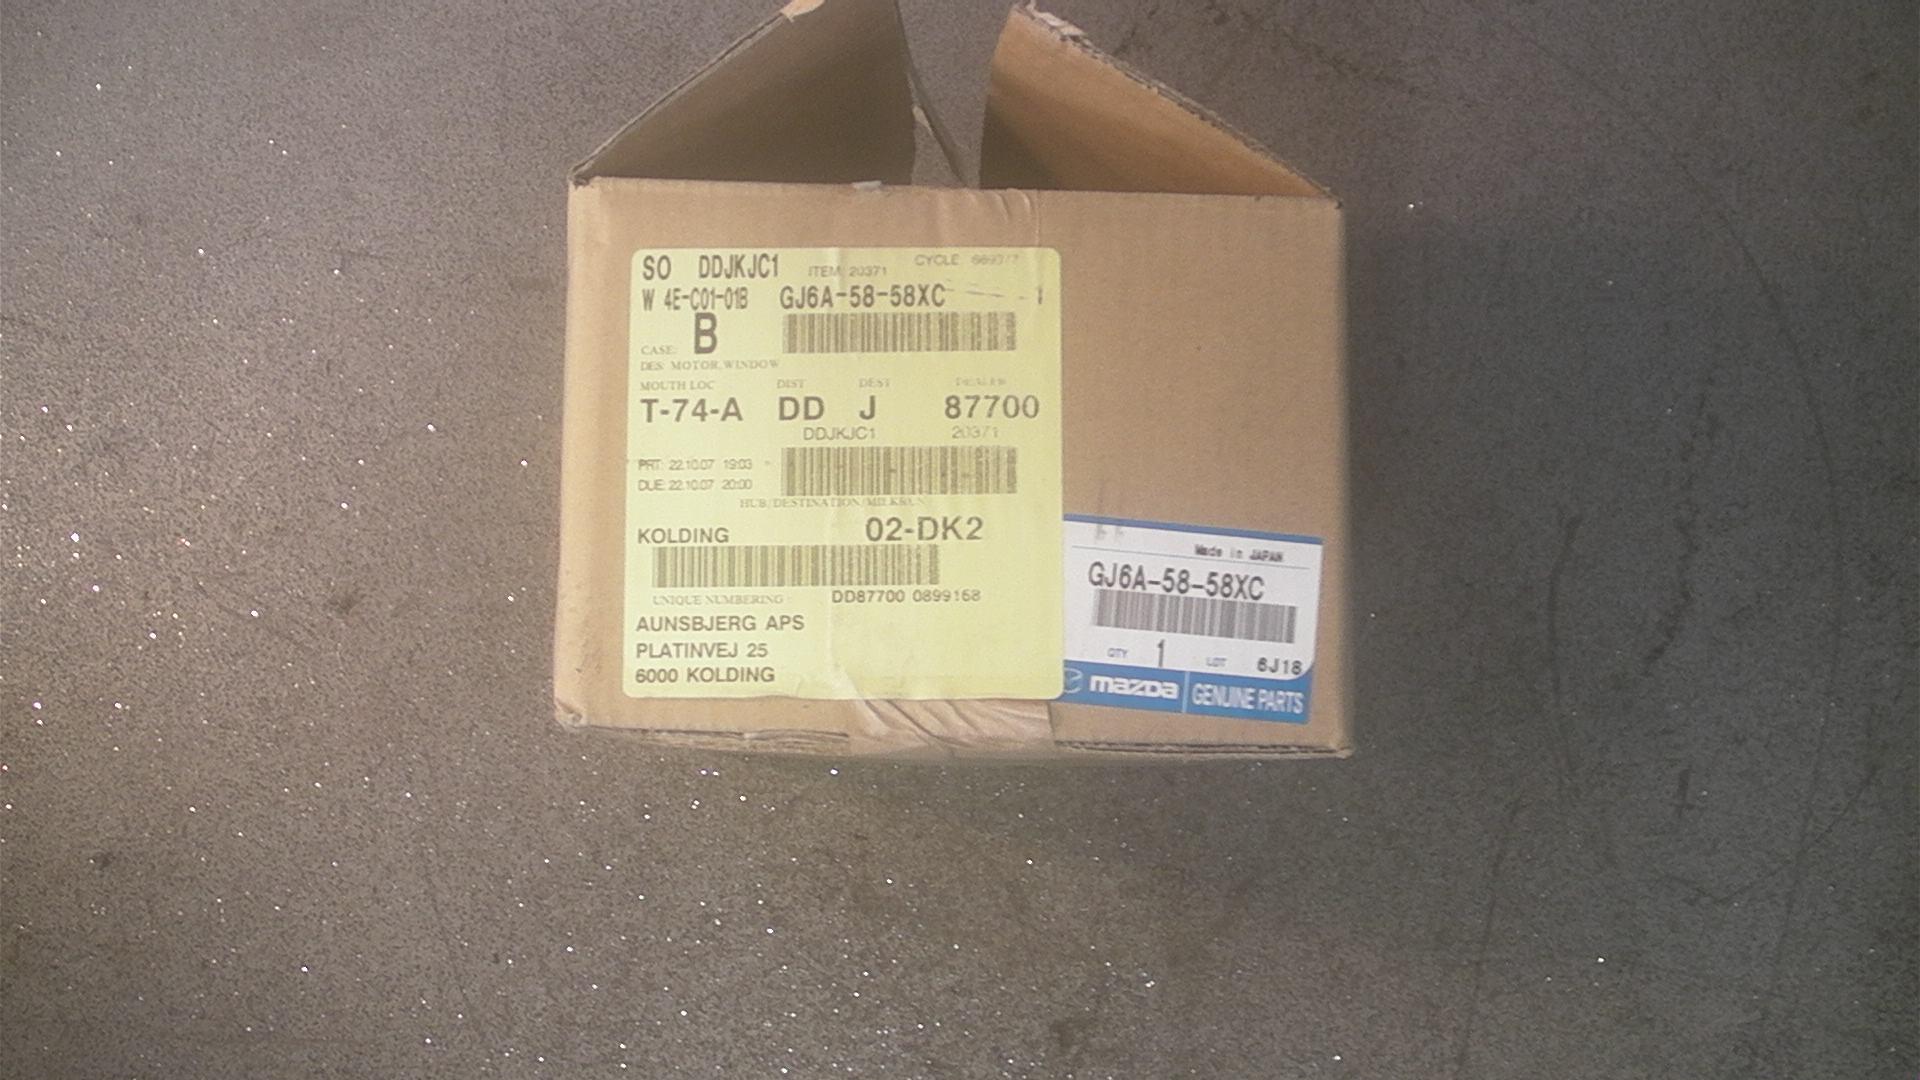 SO DDJKJC1 ITEM: 20371 CYCLE:
W 4E-C01-01B GJ6A-58-58XC 1
CASE: B
DES: MOTOR,WINDOW
MOUTH LOC DIST DEST DEALER
T-74-A DD J 87700
DDJKJC1 20371
PRT: 22.10.07 19:03
DUE: 22.10.07 20:00
HUB/DESTINATION/MILKRUN
KOLDING 02-DK2
UNIQUE NUMBERING : DD87700 0899168
AUNSBJERG APS
PLATINVEJ 25
6000 KOLDING
Made in JAPAN
GJ6A-58-58XC
QTY 1 LOT 6J18
mazda GENUINE PARTS